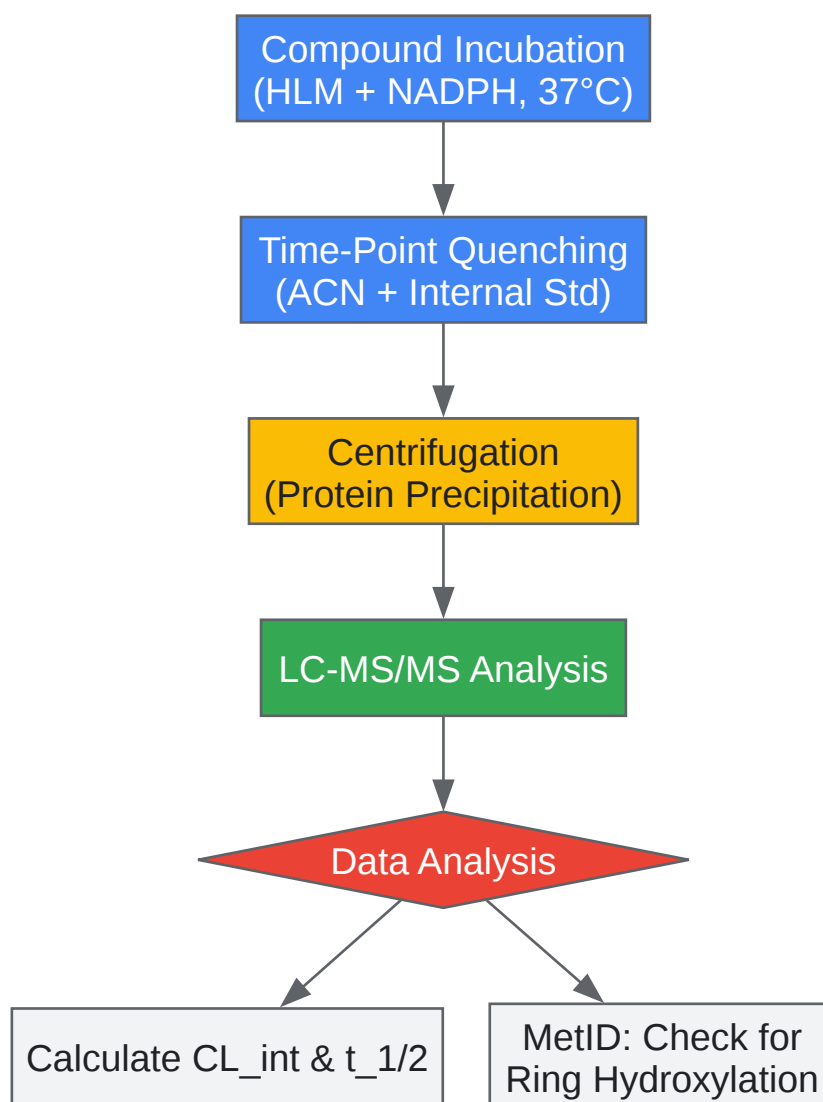 Compound Incubation
(HLM + NADPH, 37°C)
Time-Point Quenching
(ACN + Internal Std)
Centrifugation
(Protein Precipitation)
LC-MS/MS Analysis
Data Analysis
Calculate CL_int & t_1/2
MetID: Check for
Ring Hydroxylation